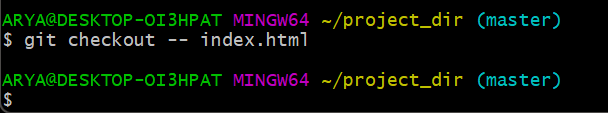 ARYA@DESKTOP-OI3HPAT MINGW64 ~/project_dir (master)
$ git checkout -- index.html
ARYA@DESKTOP-OI3HPAT MINGW64 ~/project_dir (master)
$